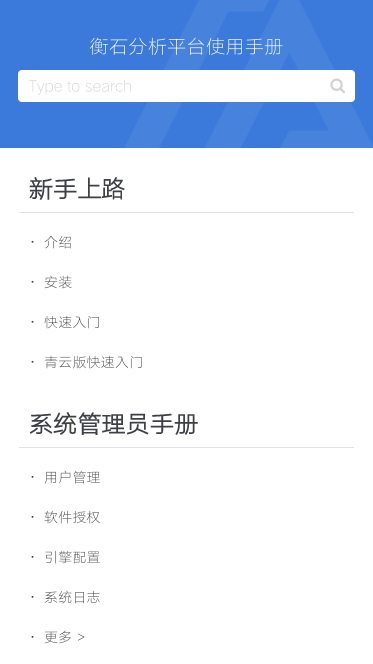 衡石分析平台使用手册
Type to search
新手上路
· 介绍
· 安装
· 快速入门
· 青云版快速入门
系统管理员手册
· 用户管理
· 软件授权
· 引擎配置
· 系统日志
· 更多 >